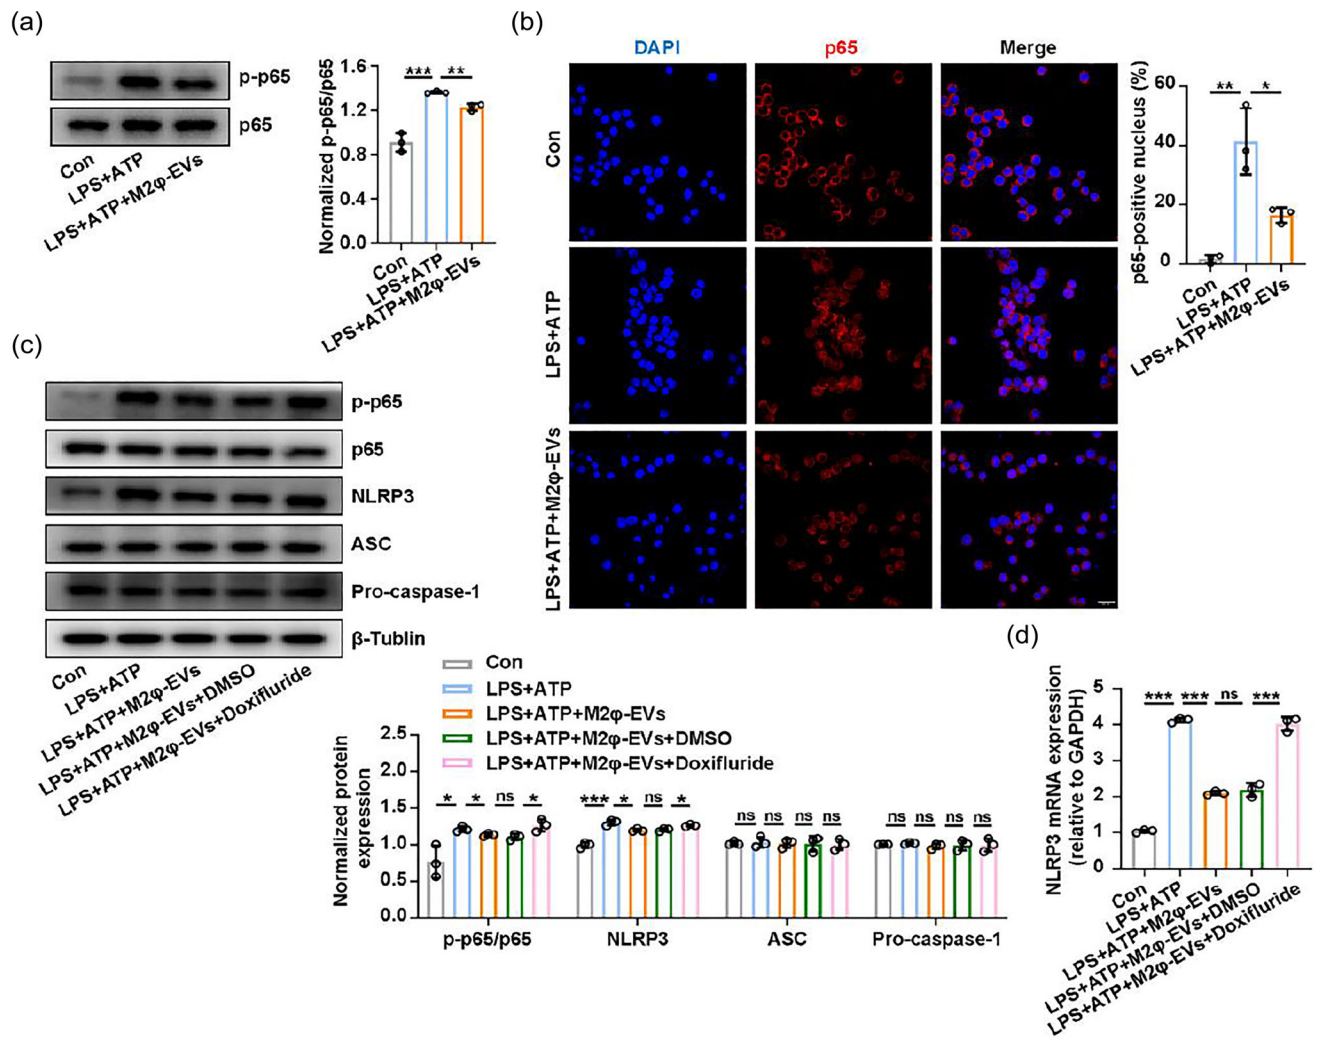 (a)
p-p65
p65
Con
LPS+ATP
LPS+ATP+M2φ-EVs
Normalized p-p65/p65
1.6
1.2
0.8
0.4
0.0
***
**
Con
LPS+ATP
LPS+ATP+M2φ-EVs
(b)
DAPI
p65
Merge
Con
LPS+ATP
LPS+ATP+M2φ-EVs
p65-positive nucleus (%)
60
40
20
0
**
*
Con
LPS+ATP
LPS+ATP+M2φ-EVs
(c)
p-p65
p65
NLRP3
ASC
Pro-caspase-1
β-Tublin
Con
LPS+ATP
LPS+ATP+M2φ-EVs
LPS+ATP+M2φ-EVs+DMSO
LPS+ATP+M2φ-EVs+Doxifluride
Con
LPS+ATP
LPS+ATP+M2φ-EVs
LPS+ATP+M2φ-EVs+DMSO
LPS+ATP+M2φ-EVs+Doxifluride
Normalized protein
expression
2.5
2.0
1.5
1.0
0.5
0.0
* * ns *
*** * ns *
ns ns ns ns
ns ns ns ns
p-p65/p65
NLRP3
ASC
Pro-caspase-1
(d)
NLRP3 mRNA expression
(relative to GAPDH)
5
4
3
2
1
0
*** *** ns ***
Con
LPS+ATP
LPS+ATP+M2φ-EVs
LPS+ATP+M2φ-EVs+DMSO
LPS+ATP+M2φ-EVs+Doxifluride